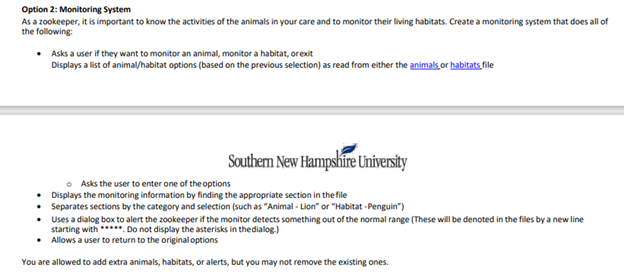 Option 2: Monitoring System
As a zookeeper, it is important to know the activities of the animals in your care and to monitor their living habitats. Create a monitoring system that does all of
the following:
• Asks a user if they want to monitor an animal, monitor a habitat, orexit
Displays a list of animal/habitat options (based on the previous selection) as read from either the animals or habitats file
Southern New Hampshire University
o Asks the user to enter one of theoptions
• Displays the monitoring information by finding the appropriate section in thefile
• Separates sections by the category and selection (such as "Animal - Lion" or "Habitat -Penguin")
• Uses a dialog box to alert the zookeeper if the monitor detects something out of the normal range (These will be denoted in the files by a new line
starting with *****. Do not display the asterisks in thedialog.)
• Allows a user to return to the original options
You are allowed to add extra animals, habitats, or alerts, but you may not remove the existing ones.